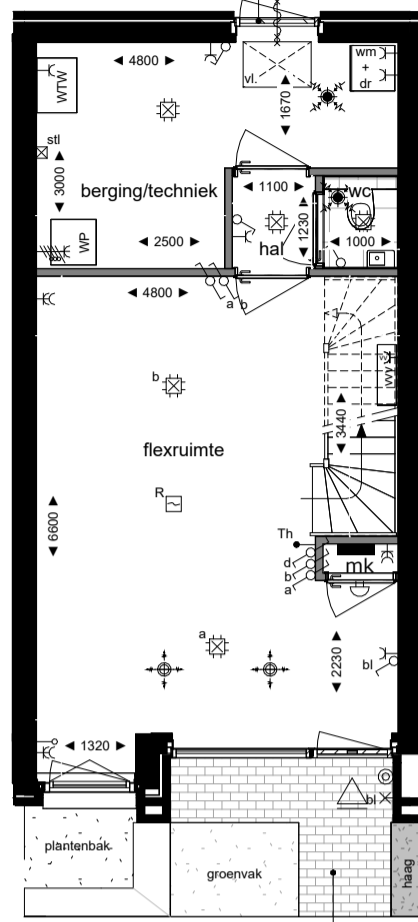 4800
WTW
vl.
1670
wm
+
dr
stl
3000
berging/techniek
1100
wc
1230
hal
WP
2500
1000
4800
a b
b
wv
3440
flexruimte
R
6600
Th
d
b
a
mk
a
2230
bl
1320
bl
plantenbak
groenvak
haag